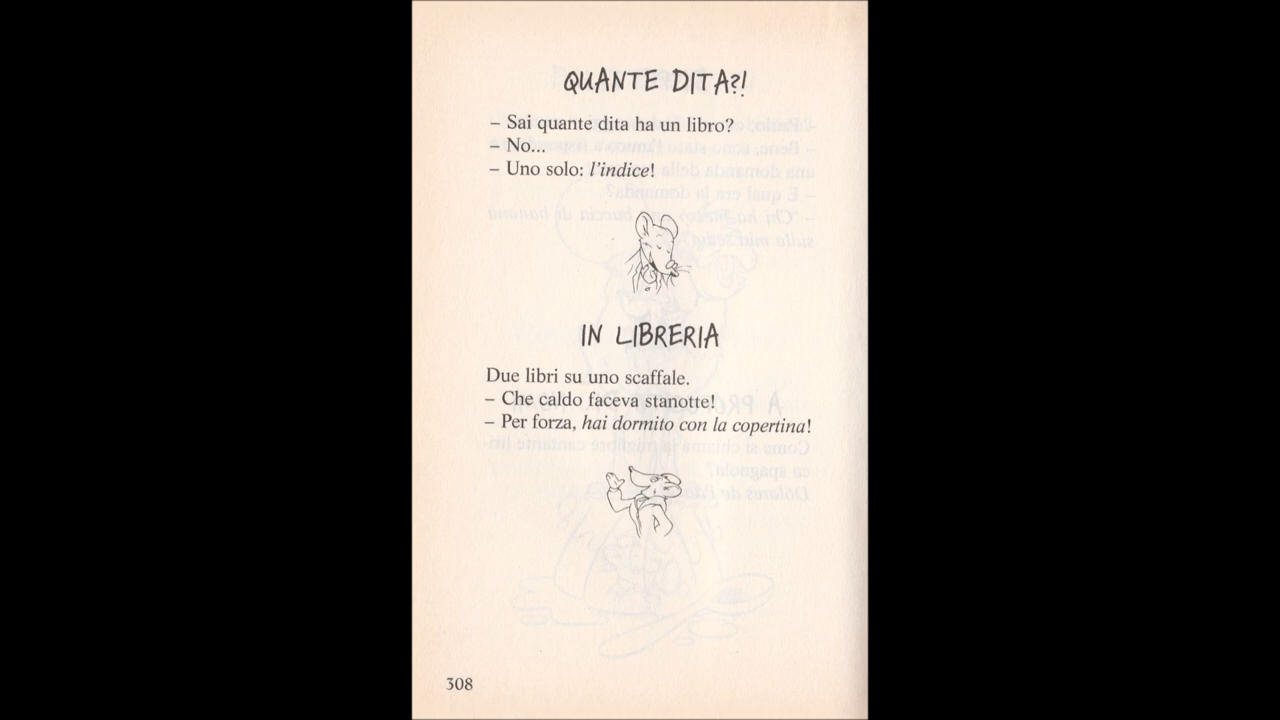 QUANTE DITA?!
– Sai quante dita ha un libro?
– No...
– Uno solo: l'indice!
IN LIBRERIA
Due libri su uno scaffale.
– Che caldo faceva stanotte!
– Per forza, hai dormito con la copertina!
308